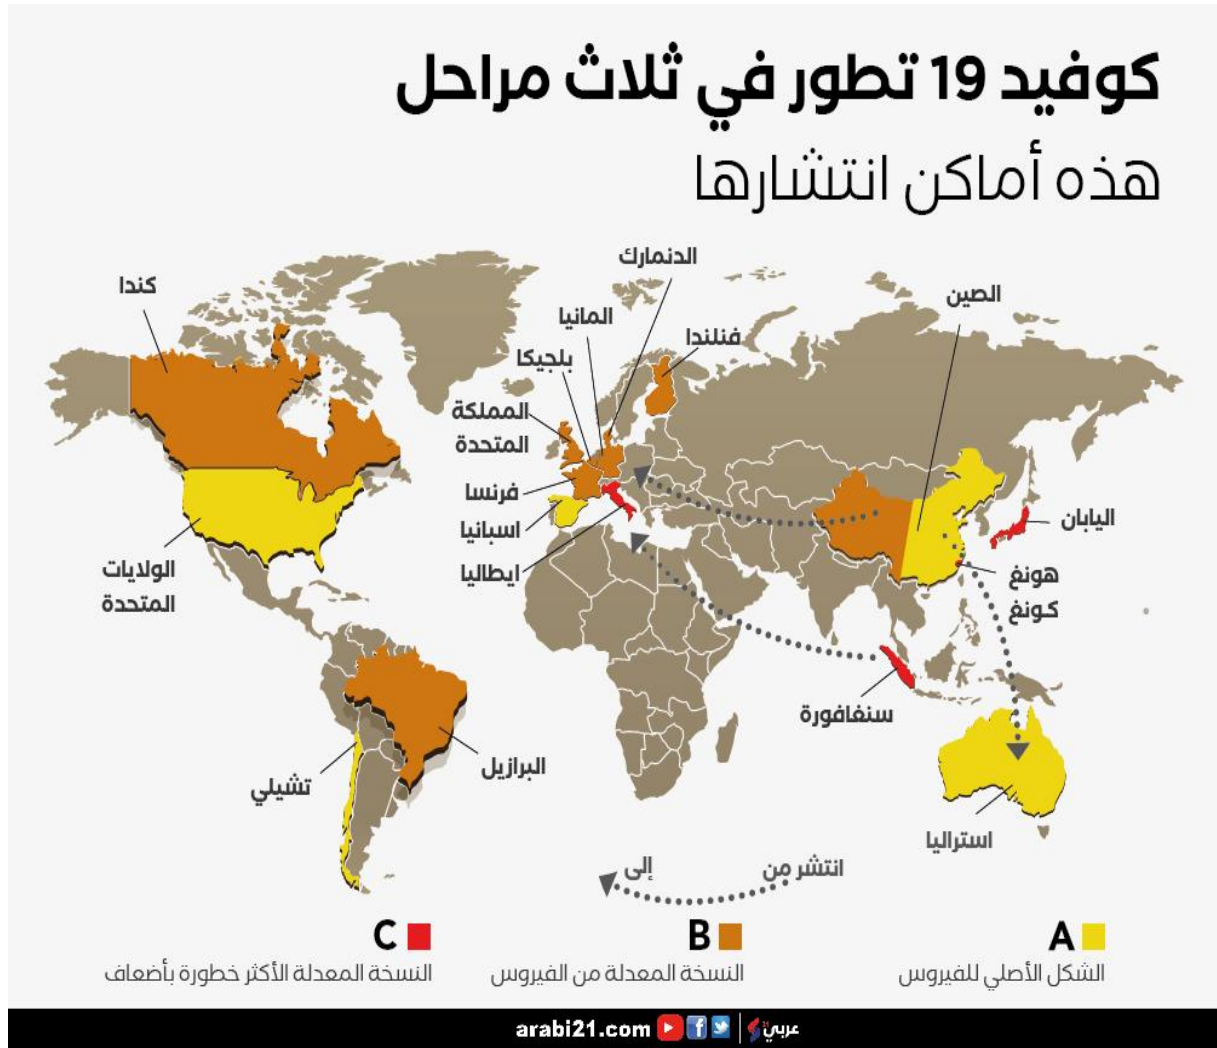 كوفيد 19 تطور في ثلاث مراحل
هذه أماكن انتشارها
الدنمارك
كندا
الصين
المانيا
فنلندا
بلجيكا
المملكة
المتحدة
فرنسا
اسبانيا
ايطاليا
اليابان
هونغ
كونغ
الولايات
المتحدة
سنغافورة
البرازيل
تشيلي
استراليا
انتشر من
إلى
A
الشكل الأصلي للفيروس
B
النسخة المعدلة من الفيروس
C
النسخة المعدلة الأكثر خطورة بأضعاف
عربي21
arabi21.com